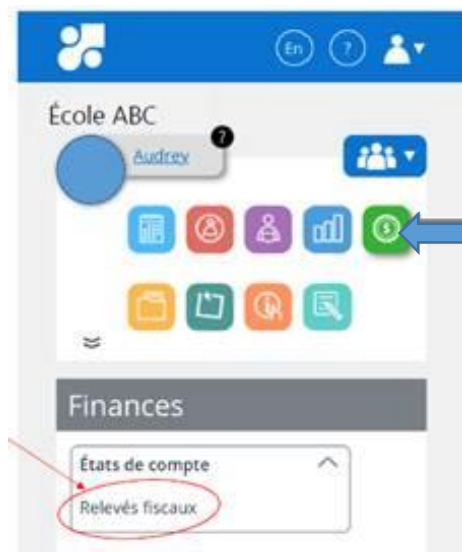 En ?
École ABC
?
Audrey
$
Finances
États de compte
Relevés fiscaux